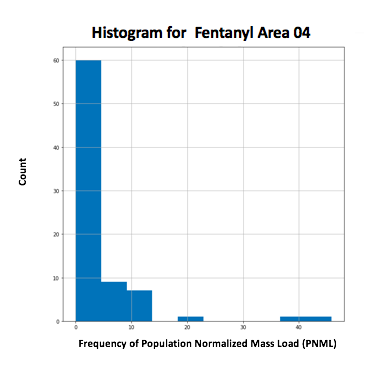 Histogram for  Fentanyl Area 04
60
50
40
30
20
10
0
Count
0 10 20 30 40
Frequency of Population Normalized Mass Load (PNML)